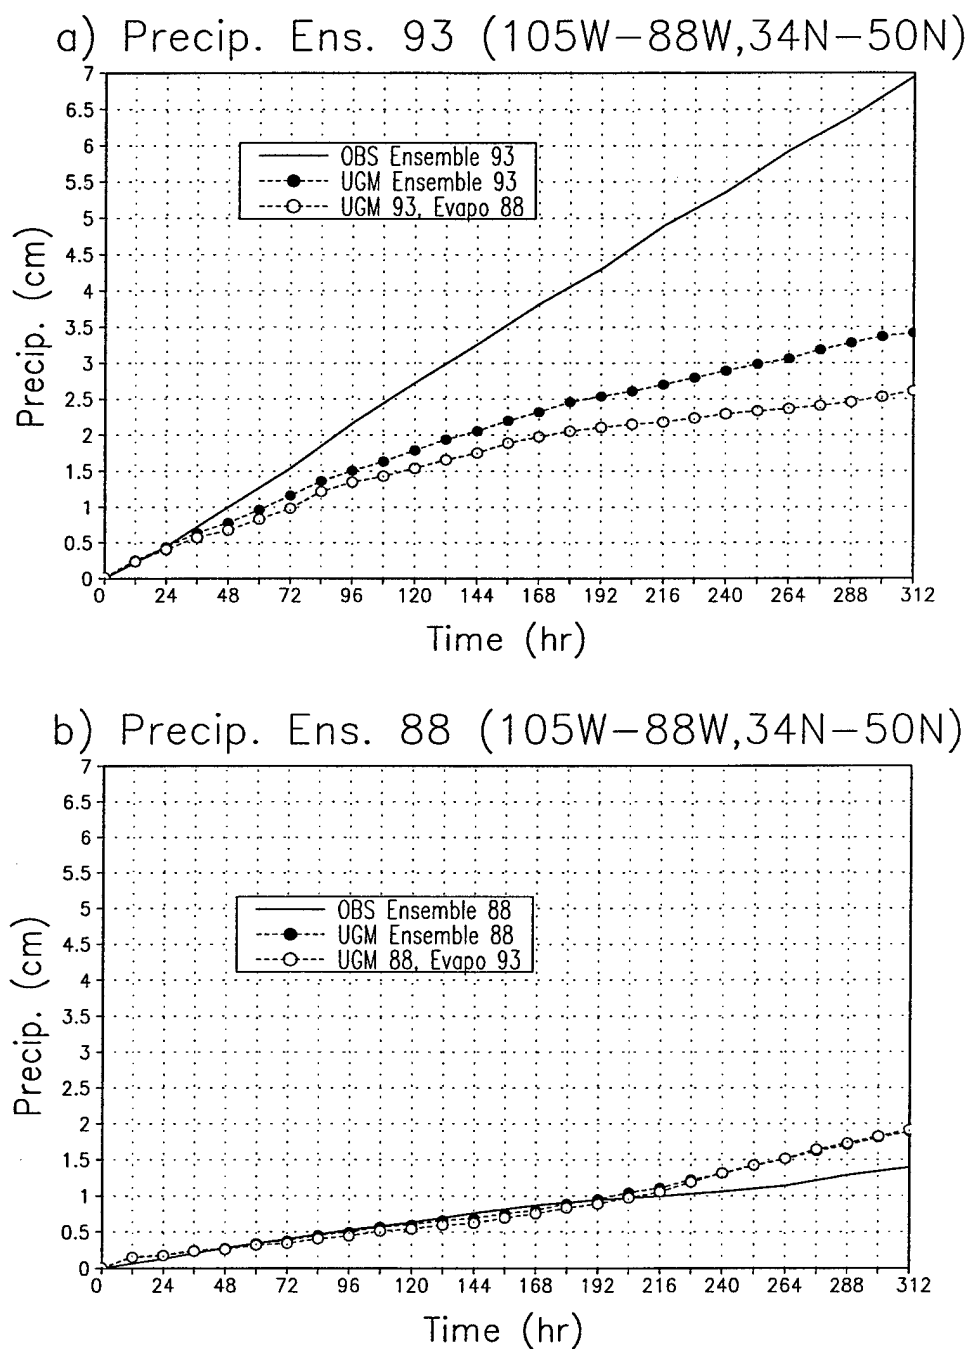 a) Precip. Ens. 93 (105W-88W,34N-50N)
7
6.5
6
5.5
5
4.5
4
3.5
3
2.5
2
1.5
1
0.5
0
Precip. (cm)
OBS Ensemble 93
UGM Ensemble 93
UGM 93, Evapo 88
0 24 48 72 96 120 144 168 192 216 240 264 288 312
Time (hr)
b) Precip. Ens. 88 (105W-88W,34N-50N)
7
6.5
6
5.5
5
4.5
4
3.5
3
2.5
2
1.5
1
0.5
0
Precip. (cm)
OBS Ensemble 88
UGM Ensemble 88
UGM 88, Evapo 93
0 24 48 72 96 120 144 168 192 216 240 264 288 312
Time (hr)